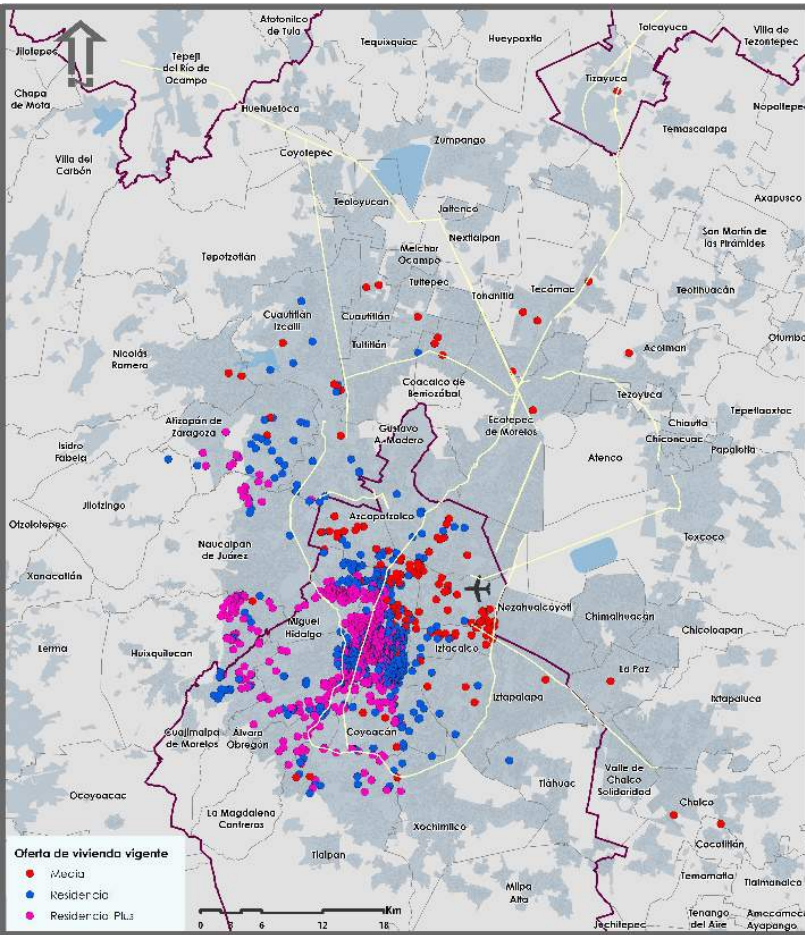 Atotonilco
de Tula
Tolcayuca
Jilotepec
Tepeji
del Río de
Ocampo
Tequixquiac
Hueypoxtla
Villa de
Tezontepec
Tizayuca
Chapa
de Mota
Huehuetoca
Nopaltepec
Temascalapa
Zumpango
Villa del
Carbón
Coyotepec
Axapusco
Teoloyucan
Jaltenco
Nextlalpan
San Martín de
las Pirámides
Tepotzotlán
Melchor
Ocampo
Tultepec
Tonanitla
Tecámac
Teotihuacán
Cuautitlán
Izcalli
Cuautitlán
Otumba
Nicolás
Romero
Tultitlán
Acolman
Coacalco de
Berriozábal
Tezoyuca
Tepetlaoxtoc
Atizapán de
Zaragoza
Gustavo
A. Madero
Ecatepec
de Morelos
Chiautla
Chiconcuac
Papalotla
Isidro
Fabela
Atenco
Jilotzingo
Otzolotepec
Azcapotzalco
Texcoco
Naucalpan
de Juárez
Xonacatlán
Nezahualcóyotl
Chimalhuacán
Miguel
Hidalgo
Chicoloapan
Lerma
Huixquilucan
Iztacalco
La Paz
Iztapalapa
Ixtapaluca
Cuajimalpa
de Morelos
Álvaro
Obregón
Coyoacán
Tláhuac
Valle de
Chalco
Solidaridad
Ocoyoacac
La Magdalena
Contreras
Chalco
Xochimilco
Cocotitlán
Tlalpan
Temamatla
Tlalmanalco
Milpa
Alta
Juchitepec
Tenango
del Aire
Amecameca
Ayapango
Oferta de vivienda vigente
Media
Residencial
Residencial Plus
Km
0 3 6 12 18